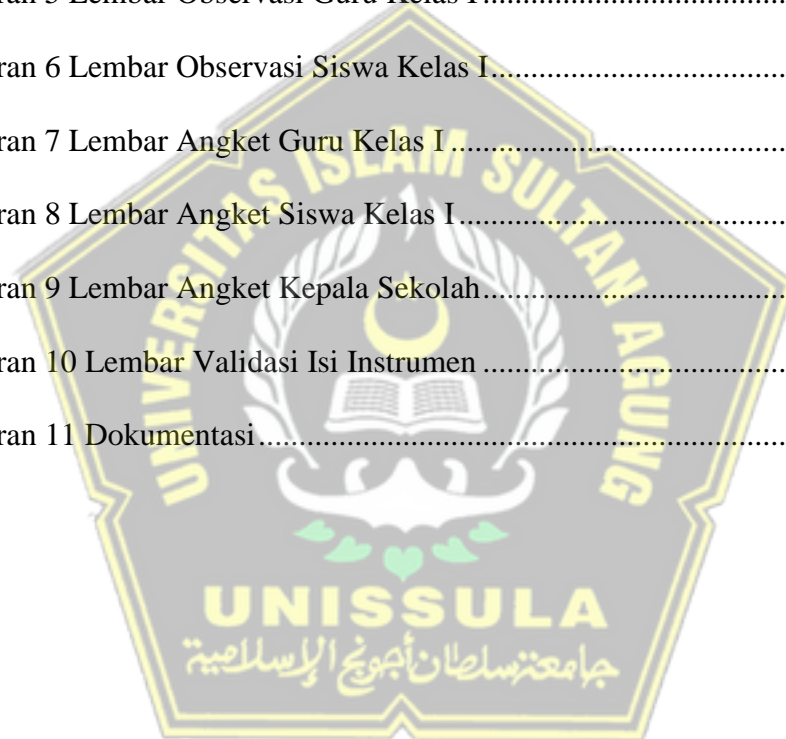 ran 5 Lembar Observasi Guru Kelas I.......................................
ran 6 Lembar Observasi Siswa Kelas I......................................
ran 7 Lembar Angket Guru Kelas I ...........................................
ran 8 Lembar Angket Siswa Kelas I..........................................
ran 9 Lembar Angket Kepala Sekolah.......................................
ran 10 Lembar Validasi Isi Instrumen .......................................
ran 11 Dokumentasi......................................................................
UNIVERSITAS ISLAM SULTAN AGUNG
UNISSULA
جامعة سلطان أجونج الإسلامية